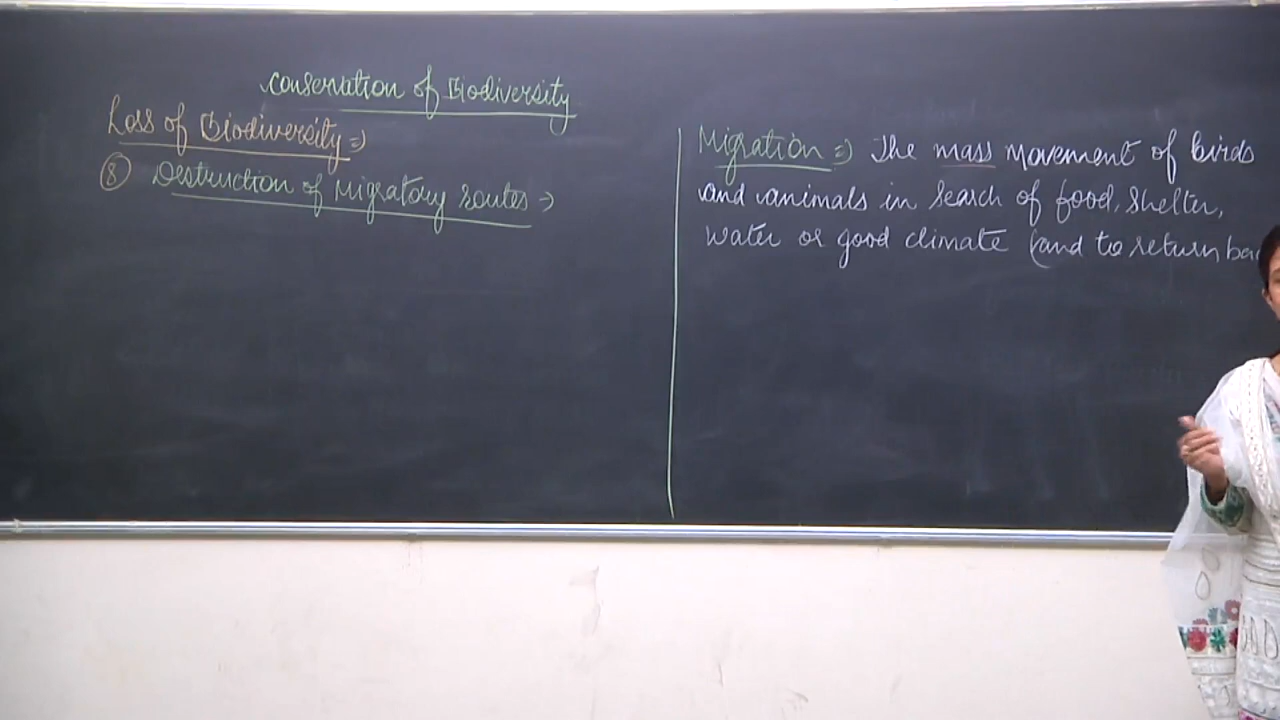 Conservation of Biodiversity
Loss of Biodiversity ⇒
⑧ Destruction of Migratory Routes →
Migration ⇒ The mass movement of birds
and animals in search of food, shelter,
water or good climate (and to return